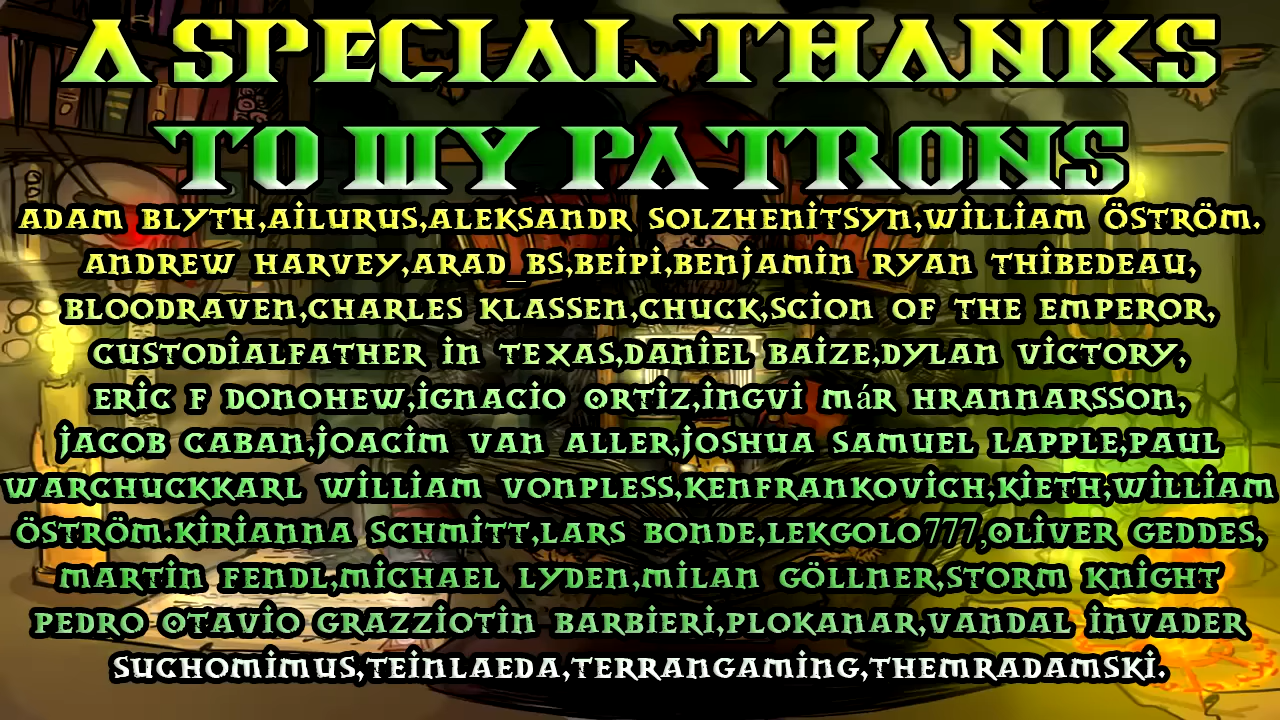 A SPECIAL THANKS
TO MY PATRONS
ADAM BLYTH,AILURUS,ALEKSANDR SOLZHENITSYN,WILLIAM ÖSTRÖM.
ANDREW HARVEY,ARAD_BS,BEIPI,BENJAMIN RYAN THIBEDEAU,
BLOODRAVEN,CHARLES KLASSEN,CHUCK,SCION OF THE EMPEROR,
CUSTODIALFATHER IN TEXAS,DANIEL BAIZE,DYLAN VICTORY,
ERIC F DONOHEW,IGNACIO ORTIZ,INGVI MáR HRANNARSSON,
JACOB CABAN,JOACIM VAN ALLER,JOSHUA SAMUEL LAPPLE,PAUL
WARCHUCKKARL WILLIAM VONPLESS,KENFRANKOVICH,KIETH,WILLIAM
ÖSTRÖM.KIRIANNA SCHMITT,LARS BONDE,LEKGOLO777,OLIVER GEDDES,
MARTIN FENDL,MICHAEL LYDEN,MILAN GÖLLNER,STORM KNIGHT
PEDRO OTAVIO GRAZZIOTIN BARBIERI,PLOKANAR,VANDAL INVADER
SUCHOMIMUS,TEINLAEDA,TERRANGAMING,THEMRADAMSKI.